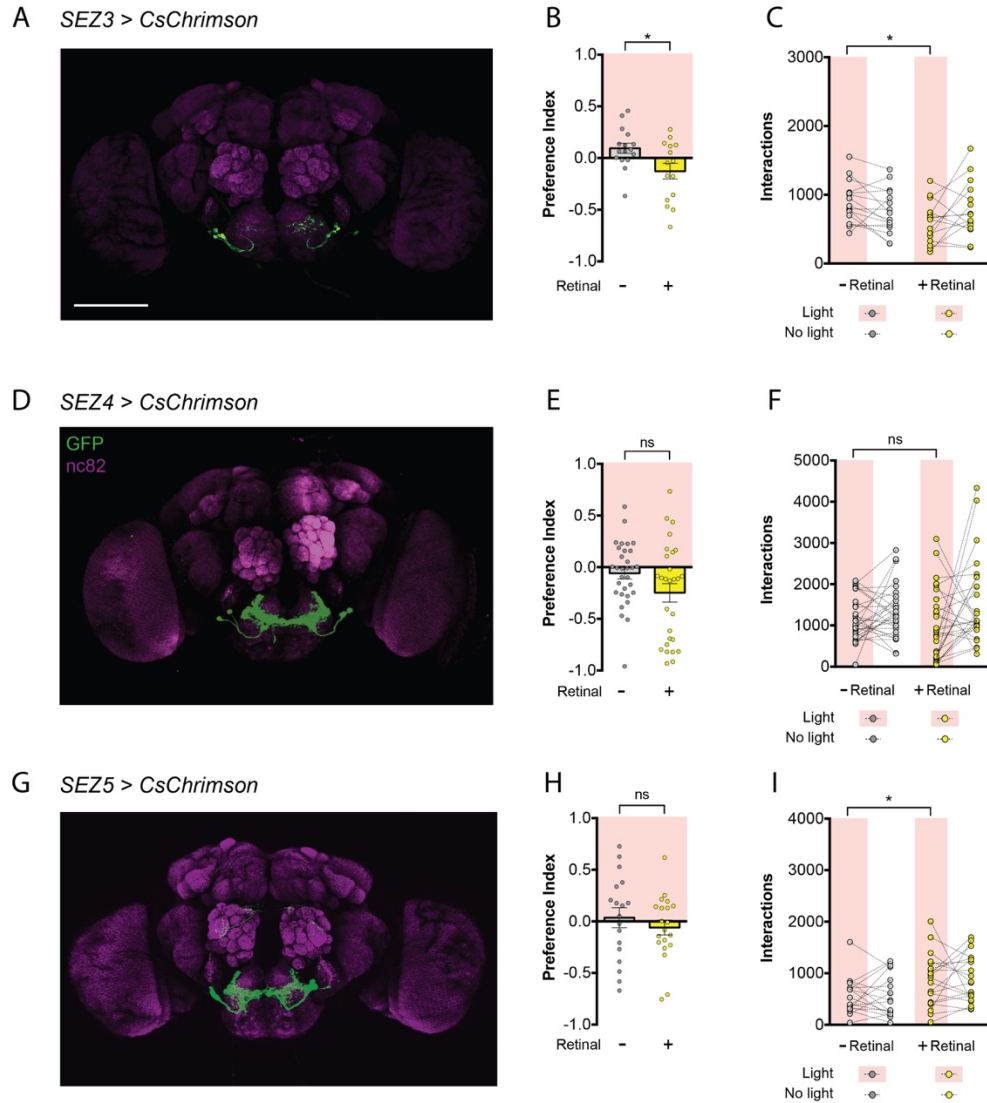 A SEZ3 > CsChrimson
B
*
1.0
0.5
0.0
-0.5
-1.0
Preference Index
Retinal - +
C
*
3000
2000
1000
0
Interactions
- Retinal + Retinal
Light
No light
D SEZ4 > CsChrimson
GFP
nc82
E
ns
1.0
0.5
0.0
-0.5
-1.0
Preference Index
Retinal - +
F
ns
5000
4000
3000
2000
1000
0
Interactions
- Retinal + Retinal
Light
No light
G SEZ5 > CsChrimson
H
ns
1.0
0.5
0.0
-0.5
-1.0
Preference Index
Retinal - +
I
*
4000
3000
2000
1000
0
Interactions
- Retinal + Retinal
Light
No light